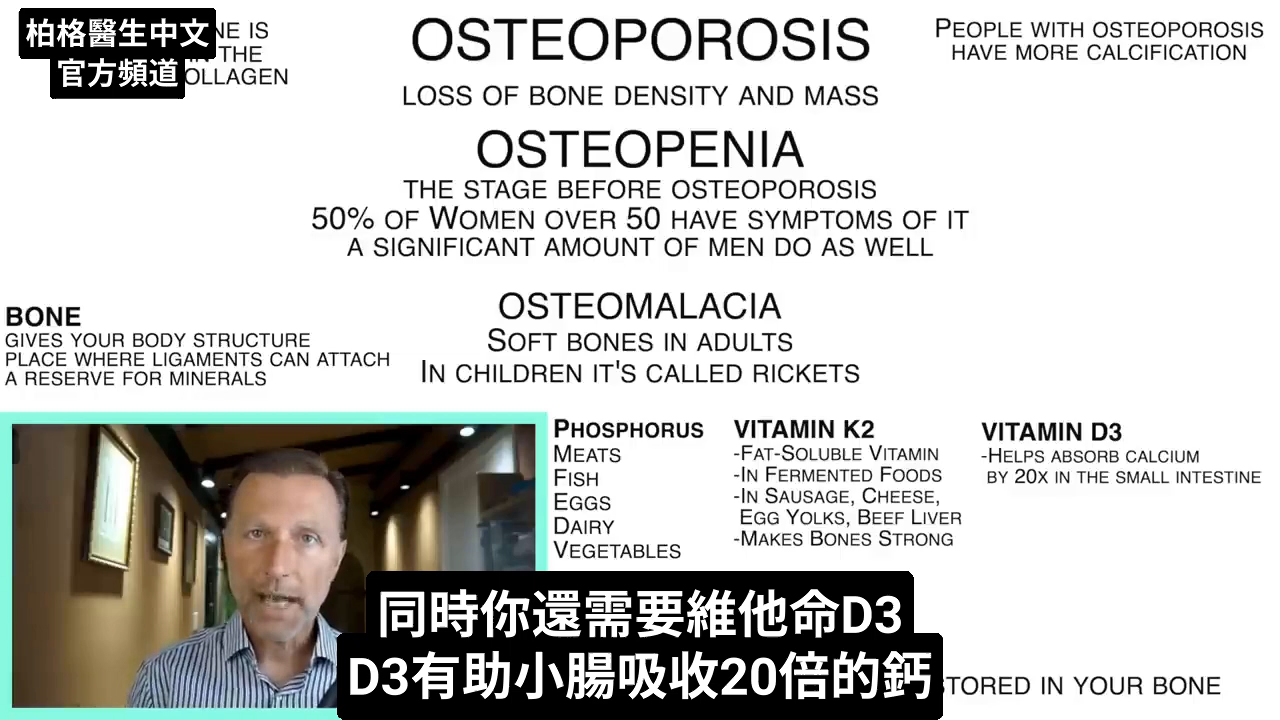 柏格醫生中文
官方頻道
NE IS
THE
OLLAGEN
OSTEOPOROSIS
LOSS OF BONE DENSITY AND MASS
PEOPLE WITH OSTEOPOROSIS
HAVE MORE CALCIFICATION
OSTEOPENIA
THE STAGE BEFORE OSTEOPOROSIS
50% OF WOMEN OVER 50 HAVE SYMPTOMS OF IT
A SIGNIFICANT AMOUNT OF MEN DO AS WELL
OSTEOMALACIA
SOFT BONES IN ADULTS
IN CHILDREN IT'S CALLED RICKETS
BONE
GIVES YOUR BODY STRUCTURE
PLACE WHERE LIGAMENTS CAN ATTACH
A RESERVE FOR MINERALS
PHOSPHORUS
MEATS
FISH
EGGS
DAIRY
VEGETABLES
VITAMIN K2
-FAT-SOLUBLE VITAMIN
-IN FERMENTED FOODS
-IN SAUSAGE, CHEESE,
EGG YOLKS, BEEF LIVER
-MAKES BONES STRONG
VITAMIN D3
-HELPS ABSORB CALCIUM
BY 20X IN THE SMALL INTESTINE
同時你還需要維他命D3
D3有助小腸吸收20倍的鈣
STORED IN YOUR BONE